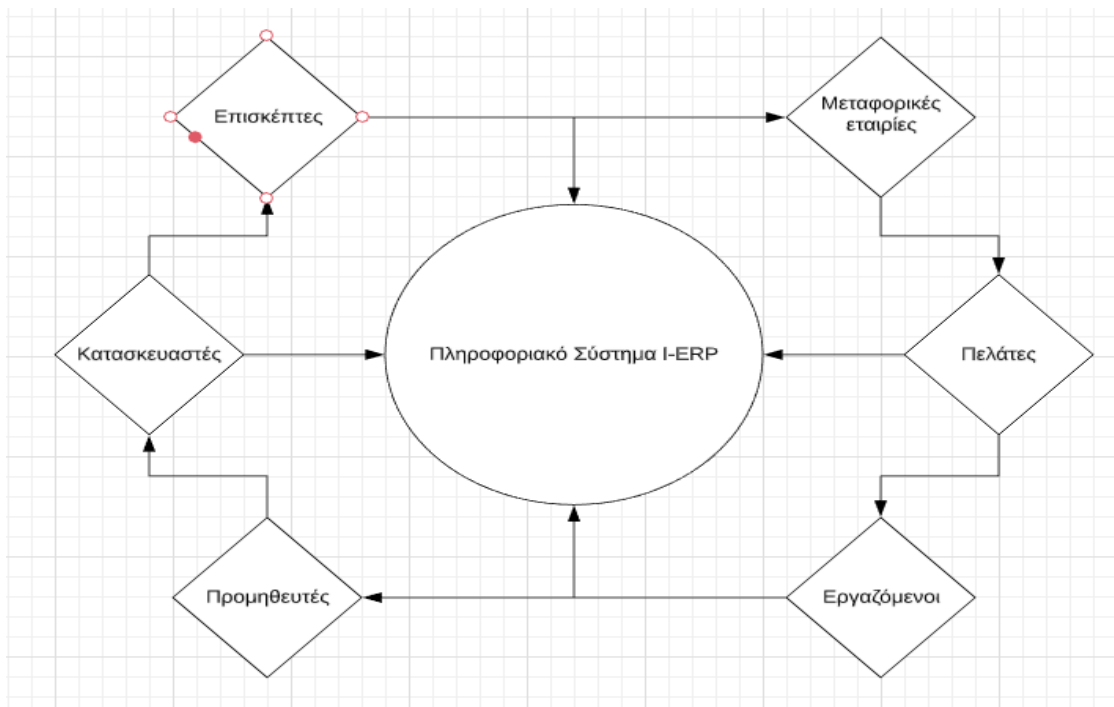 Επισκέπτες
Μεταφορικές
εταιρίες
Κατασκευαστές
Πληροφοριακό Σύστημα I-ERP
Πελάτες
Προμηθευτές
Εργαζόμενοι